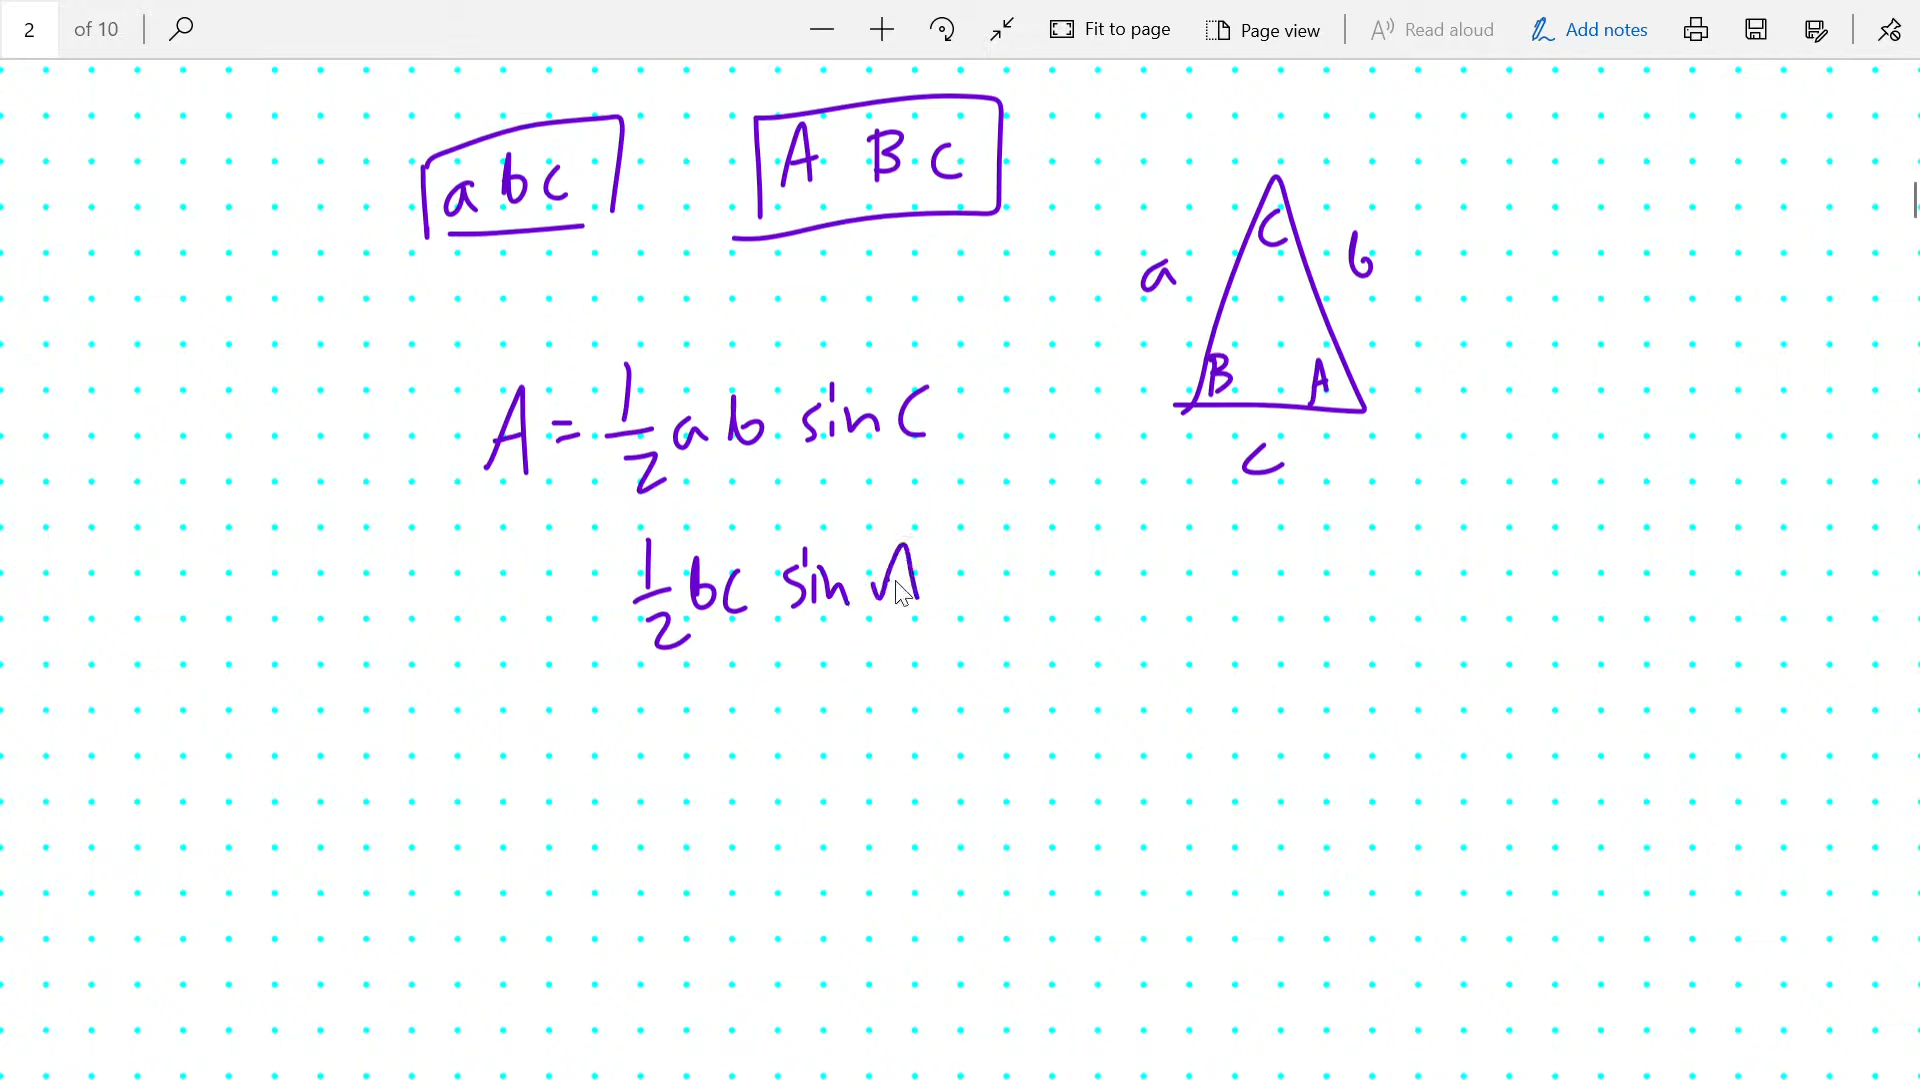 2 of 10 Fit to page Page view Read aloud Add notes
a b c A B C
C
a b
B A
c
A = 1/2 a b sin C
1/2 bc sin A